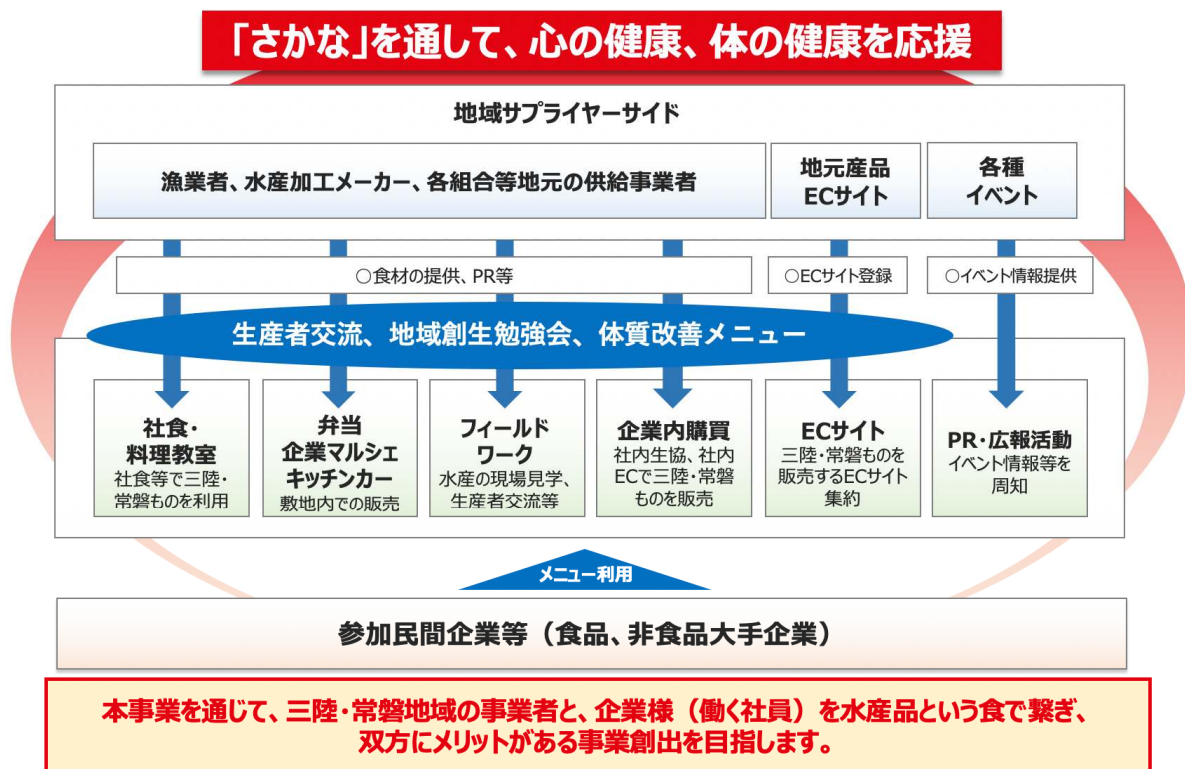 「さかな」を通して、心の健康、体の健康を応援
地域サプライヤーサイド
漁業者、水産加工メーカー、各組合等地元の供給事業者
地元産品
ECサイト
各種
イベント
○食材の提供、PR等
○ECサイト登録
○イベント情報提供
生産者交流、地域創生勉強会、体質改善メニュー
社食・
料理教室
社食等で三陸・
常磐ものを利用
弁当
企業マルシェ
キッチンカー
敷地内での販売
フィールド
ワーク
水産の現場見学、
生産者交流等
企業内購買
社内生協、社内
ECで三陸・常磐
ものを販売
ECサイト
三陸・常磐ものを
販売するECサイト
集約
PR・広報活動
イベント情報等を
周知
メニュー利用
参加民間企業等（食品、非食品大手企業）
本事業を通じて、三陸・常磐地域の事業者と、企業様（働く社員）を水産品という食で繋ぎ、
双方にメリットがある事業創出を目指します。